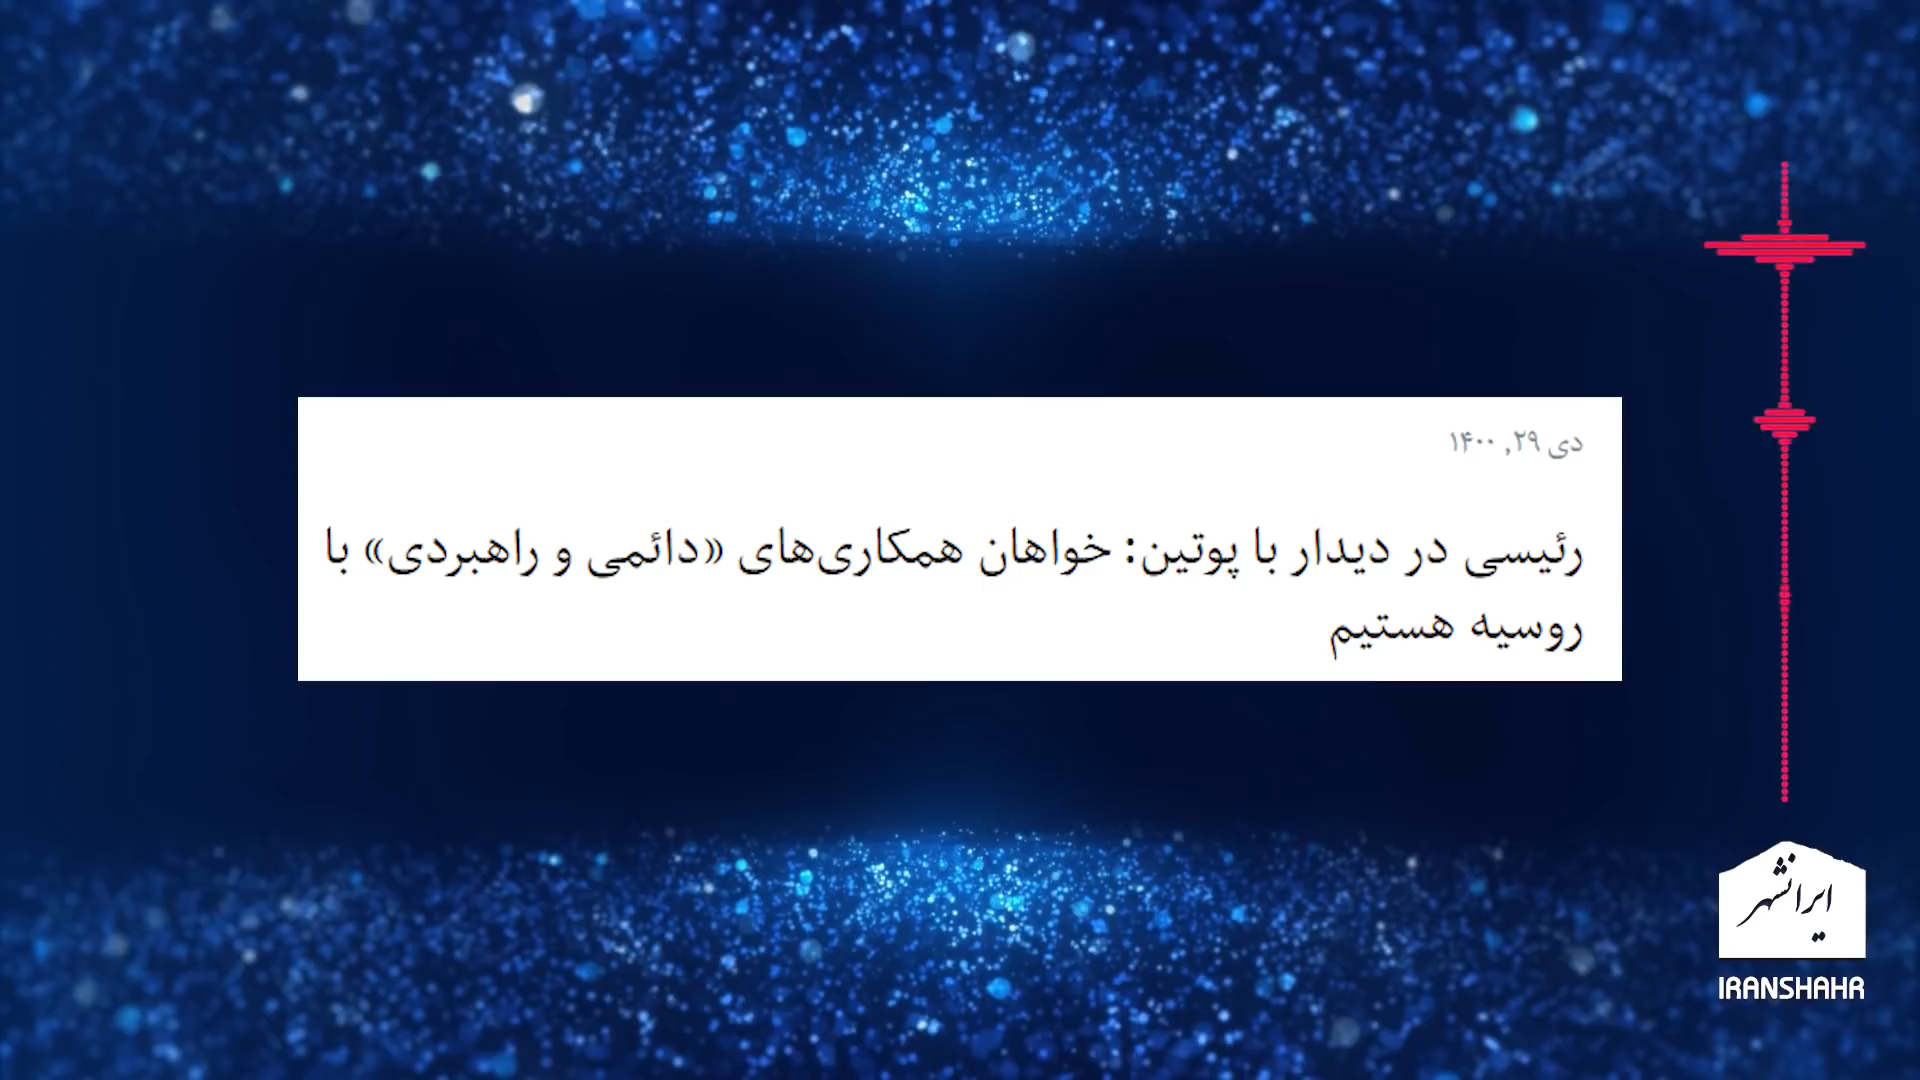 دی ۲۹, ۱۴۰۰
رئیسی در دیدار با پوتین: خواهان همکاری‌های «دائمی و راهبردی» با
روسیه هستیم
ایرانشهر
IRANSHAHR